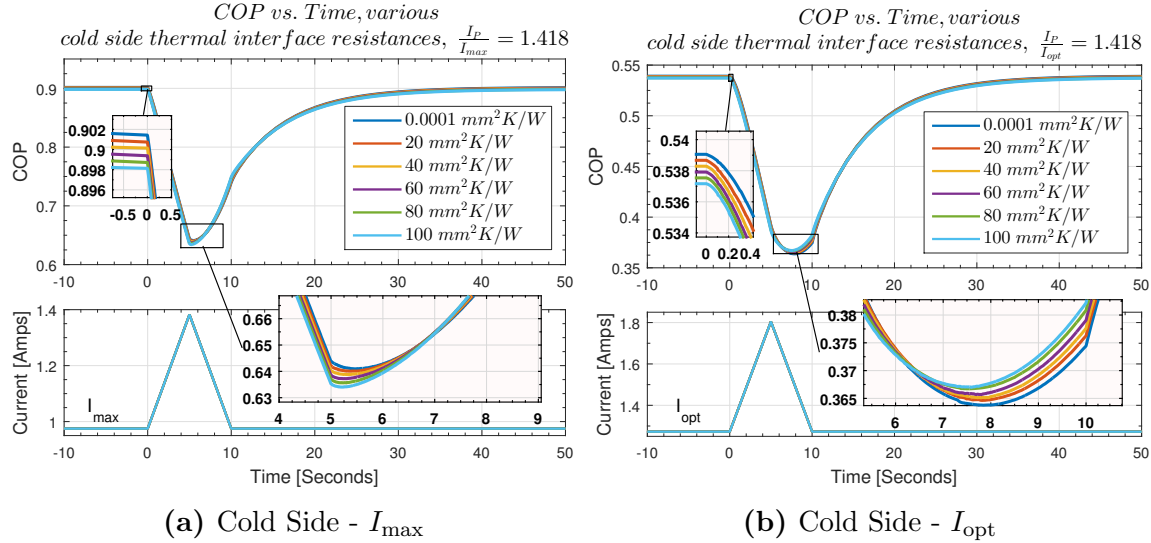 COP vs. Time, various
cold side thermal interface resistances, I_P/I_max = 1.418
0.9
0.8
0.7
0.6
COP
0.902
0.9
0.898
0.896
-0.5 0 0.5
0.0001 mm²K/W
20 mm²K/W
40 mm²K/W
60 mm²K/W
80 mm²K/W
100 mm²K/W
-10 0 10 20 30 40 50
1.4
1.2
1
Current [Amps]
I_max
0.66
0.65
0.64
0.63
4 5 6 7 8 9
-10 0 10 20 30 40 50
Time [Seconds]
(a) Cold Side - I_max
COP vs. Time, various
cold side thermal interface resistances, I_P/I_opt = 1.418
0.55
0.5
0.45
0.4
0.35
COP
0.54
0.538
0.536
0.534
0 0.2 0.4
0.0001 mm²K/W
20 mm²K/W
40 mm²K/W
60 mm²K/W
80 mm²K/W
100 mm²K/W
-10 0 10 20 30 40 50
1.8
1.6
1.4
Current [Amps]
I_opt
0.38
0.375
0.37
0.365
6 7 8 9 10
-10 0 10 20 30 40 50
Time [Seconds]
(b) Cold Side - I_opt